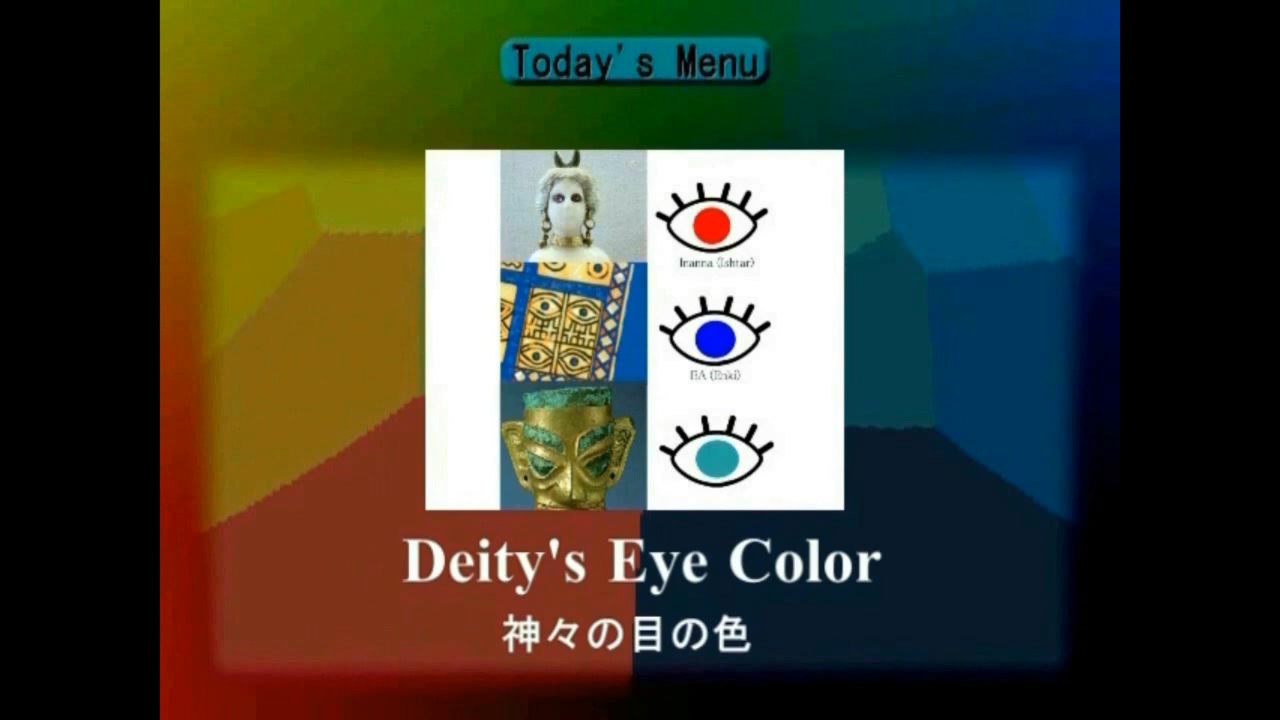 Today's Menu
Inanna (Ishtar)
EA (Enki)
Deity's Eye Color
神々の目の色